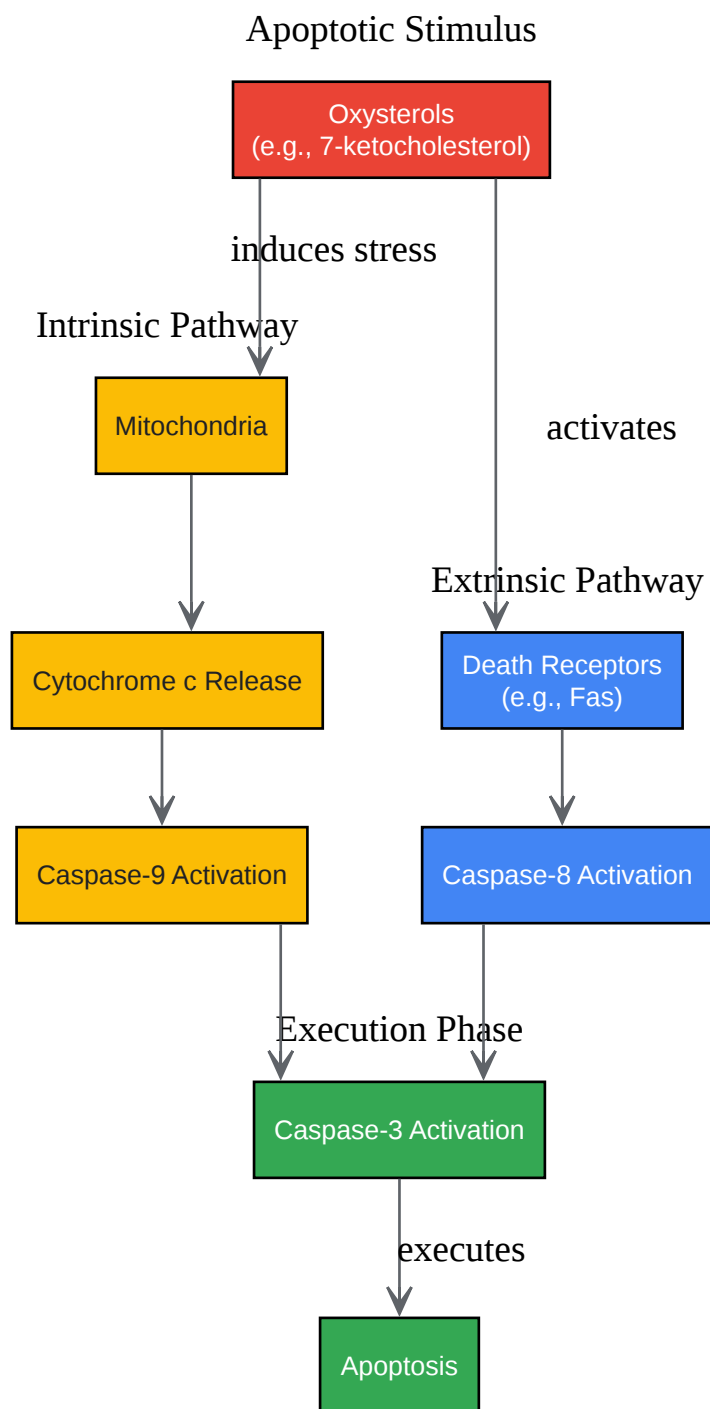 Apoptotic Stimulus
Oxysterols
(e.g., 7-ketocholesterol)
induces stress
Intrinsic Pathway
Mitochondria
activates
Extrinsic Pathway
Cytochrome c Release
Death Receptors
(e.g., Fas)
Caspase-9 Activation
Caspase-8 Activation
Execution Phase
Caspase-3 Activation
executes
Apoptosis